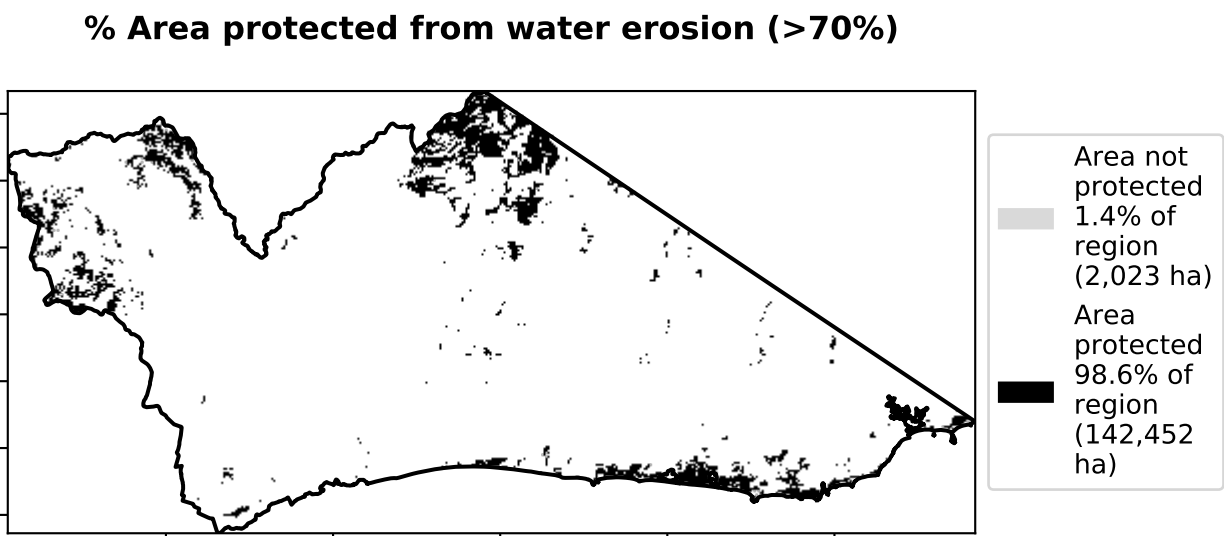 % Area protected from water erosion (>70%)
Area not
protected
1.4% of
region
(2,023 ha)
Area
protected
98.6% of
region
(142,452
ha)